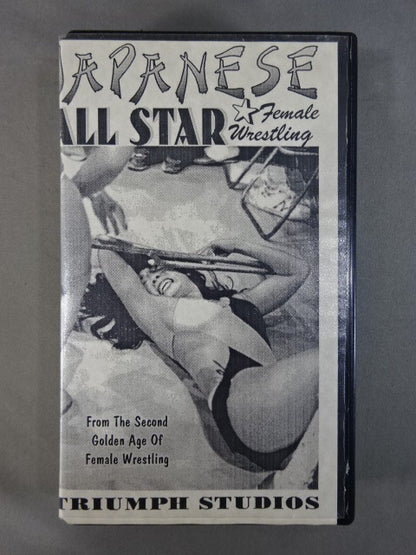 JAPANESE
ALL STAR
Female
Wrestling
From The Second
Golden Age Of
Female Wrestling
TRIUMPH STUDIOS